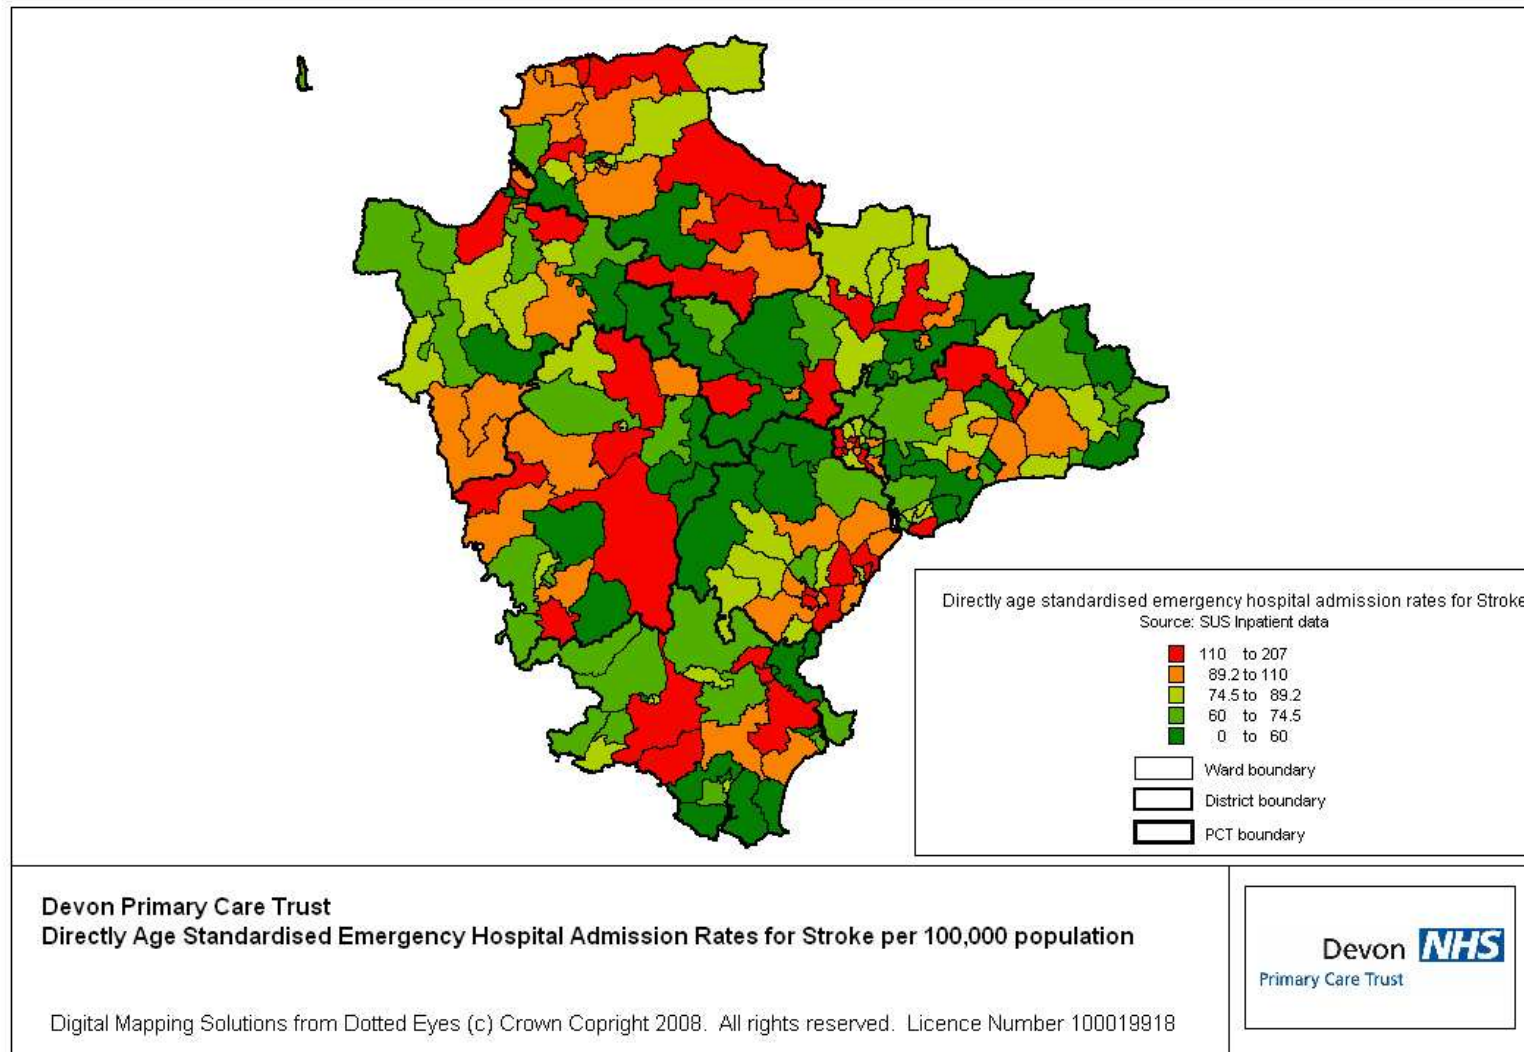 Directly age standardised emergency hospital admission rates for Stroke
Source: SUS Inpatient data
110 to 207
89.2 to 110
74.5 to 89.2
60 to 74.5
0 to 60
Ward boundary
District boundary
PCT boundary
Devon Primary Care Trust
Directly Age Standardised Emergency Hospital Admission Rates for Stroke per 100,000 population
Digital Mapping Solutions from Dotted Eyes (c) Crown Copright 2008. All rights reserved. Licence Number 100019918
Devon NHS
Primary Care Trust